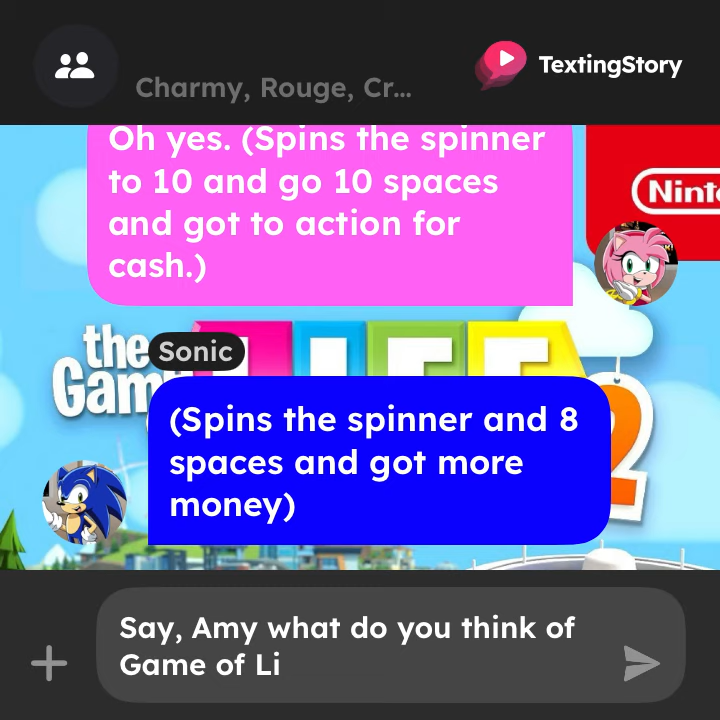 Charmy, Rouge, Cr...
TextingStory
Oh yes. (Spins the spinner
to 10 and go 10 spaces
and got to action for
cash.)
Nint
the
Gam
LIFE
2
Sonic
(Spins the spinner and 8
spaces and got more
money)
Say, Amy what do you think of
Game of Li